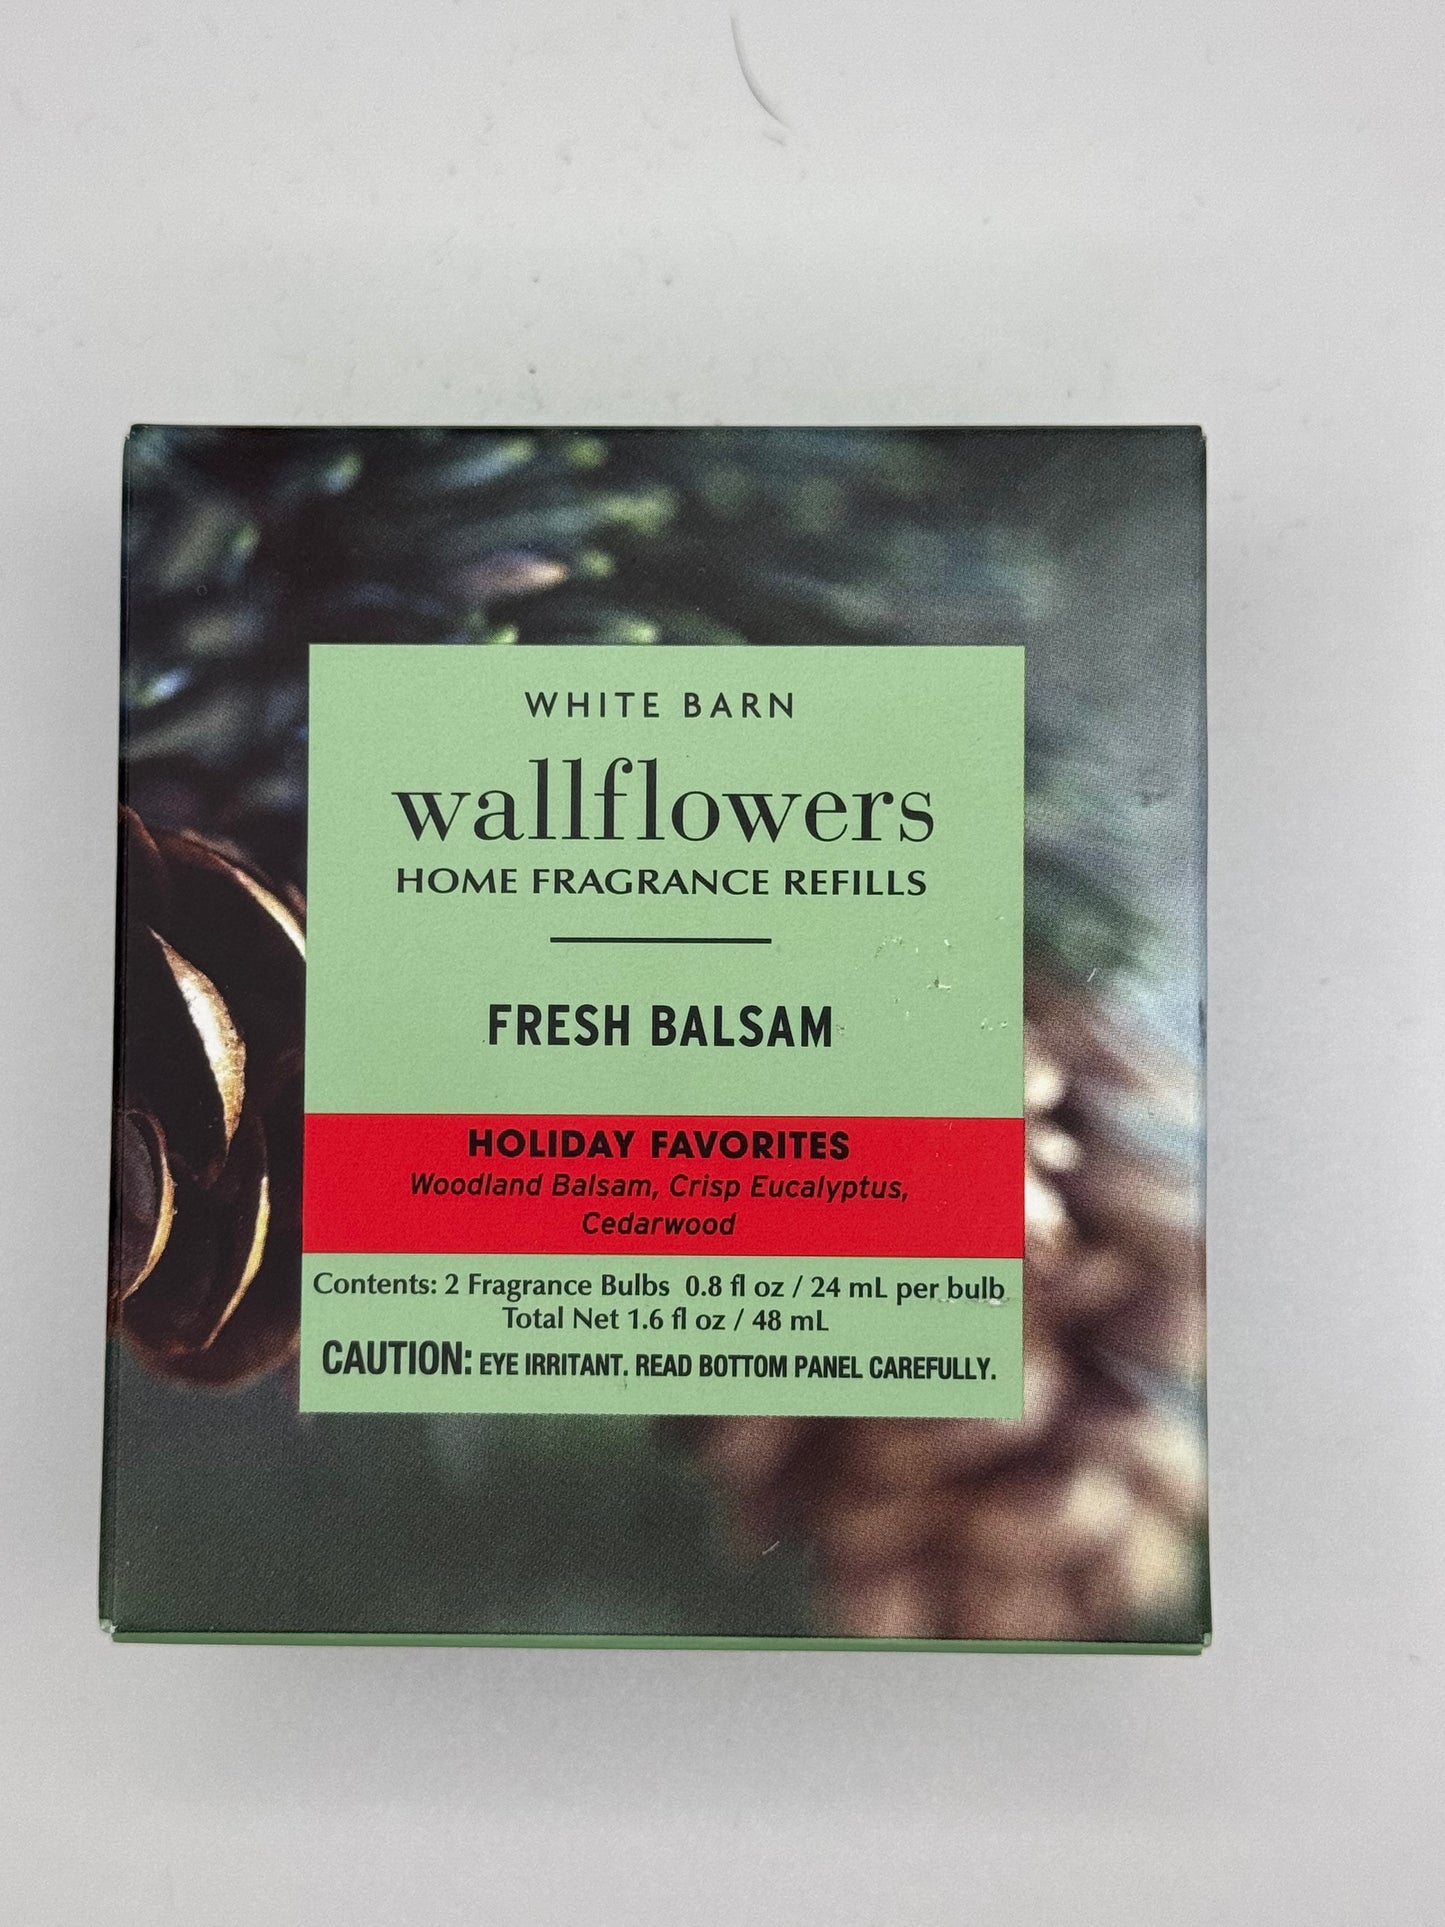 WHITE BARN
wallflowers
HOME FRAGRANCE REFILLS
FRESH BALSAM
HOLIDAY FAVORITES
Woodland Balsam, Crisp Eucalyptus,
Cedarwood
Contents: 2 Fragrance Bulbs 0.8 fl oz / 24 mL per bulb
Total Net 1.6 fl oz / 48 mL
CAUTION: EYE IRRITANT. READ BOTTOM PANEL CAREFULLY.